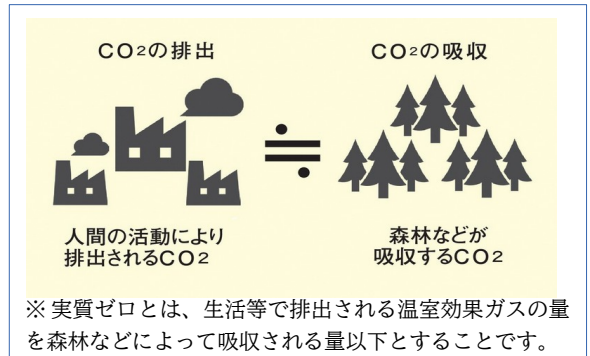 CO2の排出
CO2の吸収
≒
人間の活動により
排出されるCO2
森林などが
吸収するCO2
※ 実質ゼロとは、生活等で排出される温室効果ガスの量
を森林などによって吸収される量以下とすることです。